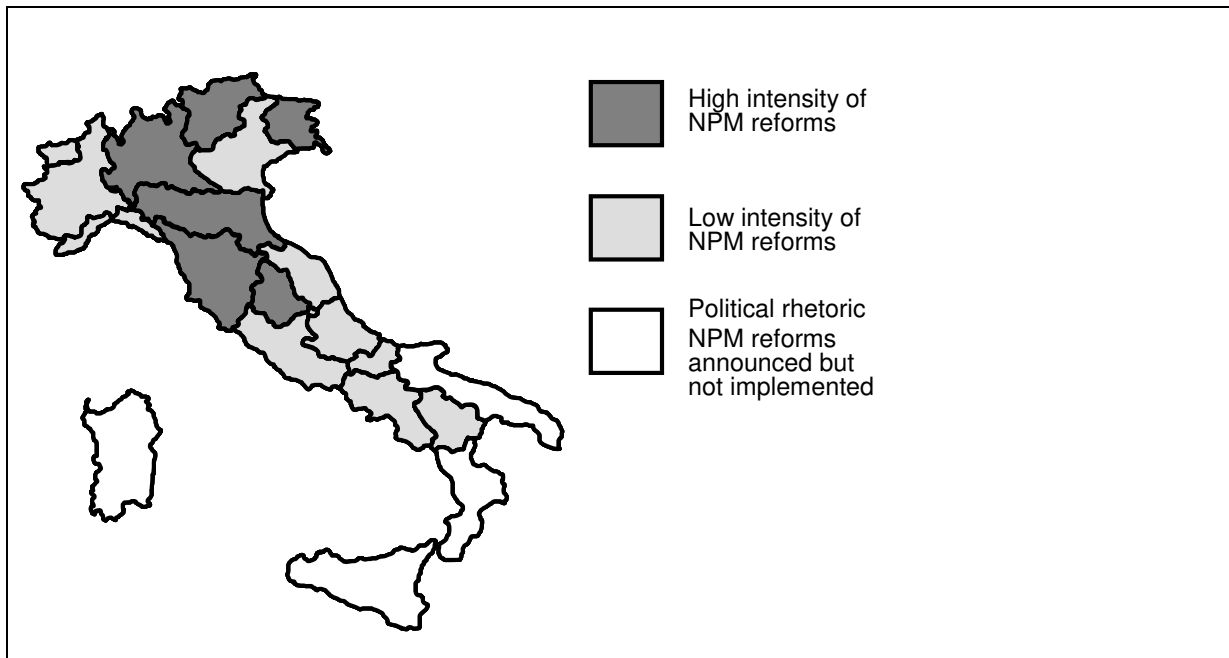 High intensity of
NPM reforms
Low intensity of
NPM reforms
Political rhetoric
NPM reforms
announced but
not implemented